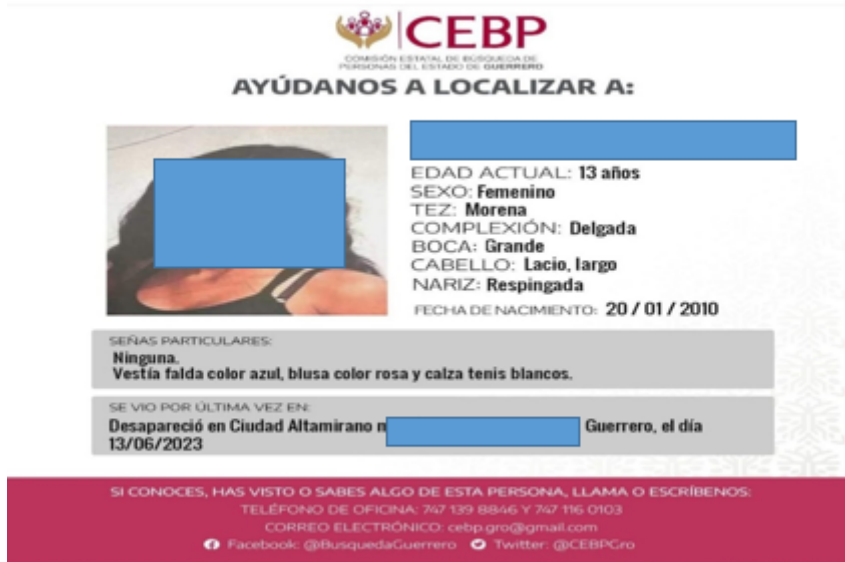 CEBP
COMISIÓN ESTATAL DE BÚSQUEDA DE
PERSONAS DEL ESTADO DE GUERRERO
AYÚDANOS A LOCALIZAR A:
EDAD ACTUAL: 13 años
SEXO: Femenino
TEZ: Morena
COMPLEXIÓN: Delgada
BOCA: Grande
CABELLO: Lacio, largo
NARIZ: Respingada
FECHA DE NACIMIENTO: 20 / 01 / 2010
SEÑAS PARTICULARES:
Ninguna.
Vestía falda color azul, blusa color rosa y calza tenis blancos.
SE VIO POR ÚLTIMA VEZ EN:
Desapareció en Ciudad Altamirano Guerrero, el día
13/06/2023
SI CONOCES, HAS VISTO O SABES ALGO DE ESTA PERSONA, LLAMA O ESCRÍBENOS:
TELÉFONO DE OFICINA: 747 139 8846 Y 747 116 0103
CORREO ELECTRÓNICO: cebp.gro@gmail.com
Facebook: @BusquedaGuerrero Twitter: @CEBPGro